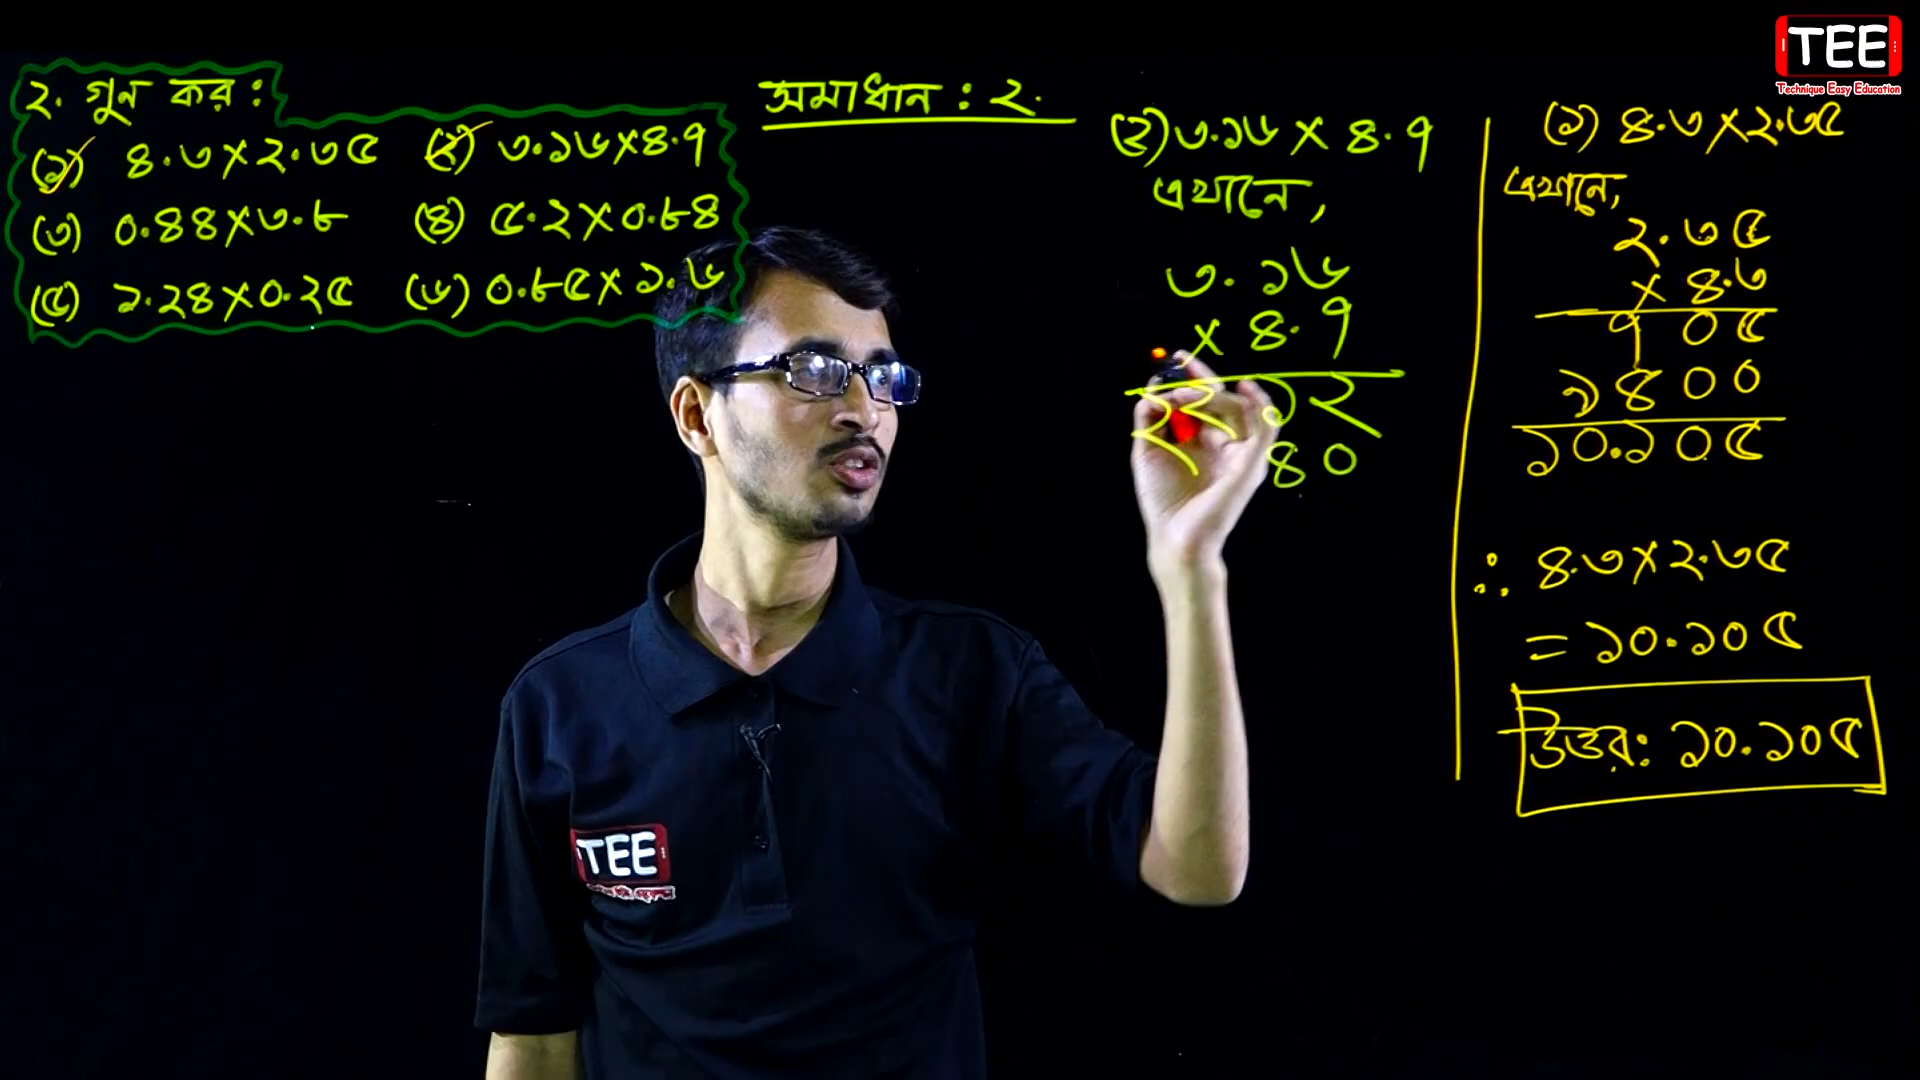 ২. গুন কর:
(১) ৪.৩×২.৩৫ (২) ৩.১৬×৪.৭
(৩) 0.৪৪×৩.৮ (৪) ৫.২×০.৮৪
(৫) ১.২৪×০.২৫ (৬) ০.৮৫×১.৬
সমাধান: ২.
(২) ৩.১৬×৪.৭
এখানে,
৩.১৬
×৪.৭
২২১২
৪০
(১) ৪.৩×২.৩৫
এখানে,
২.৩৫
×৪.৩
৭০৫
৯৪০০
১০.১০৫
∴ ৪.৩×২.৩৫
= ১০.১০৫
উত্তর: ১০.১০৫
TEE
Technique Easy Education
TEE